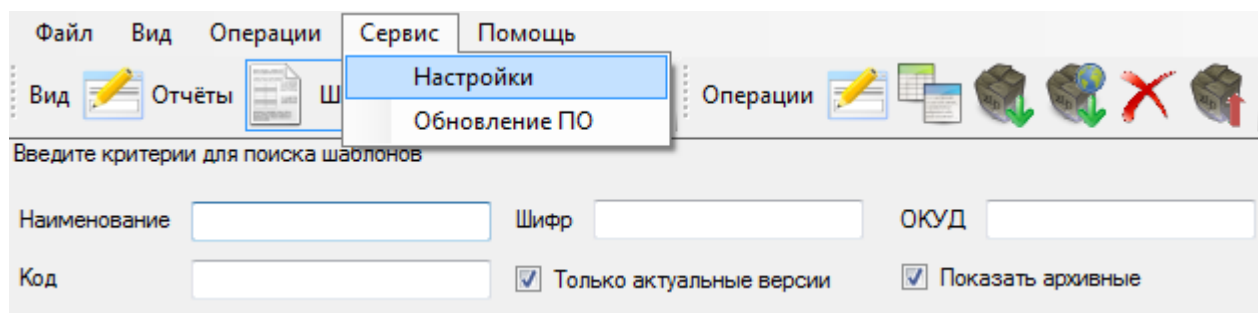 Файл Вид Операции Сервис Помощь
Вид Отчёты Ш Операции
Настройки
Обновление ПО
Введите критерии для поиска шаблонов
Наименование Шифр ОКУД
Код Только актуальные версии Показать архивные